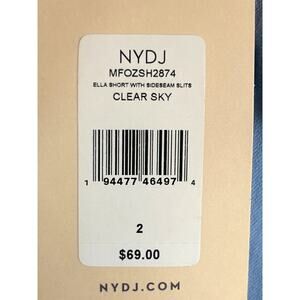 NYDJ
MFOZSH2874
ELLA SHORT WITH SIDESEAM SLITS
CLEAR SKY
1 94477 46497 4
2
$69.00
NYDJ.COM